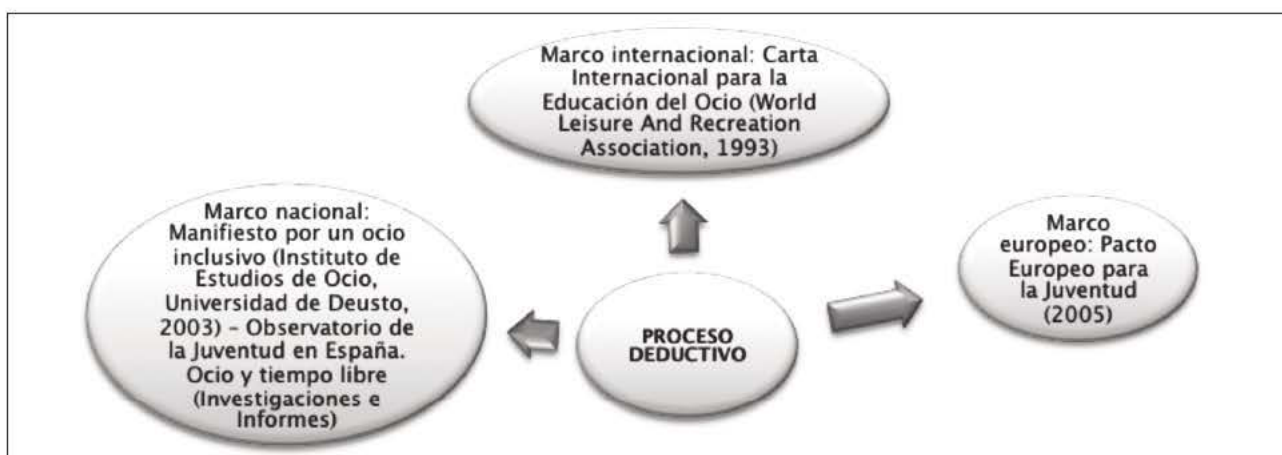 Marco internacional: Carta
Internacional para la
Educación del Ocio (World
Leisure And Recreation
Association, 1993)
Marco nacional:
Manifiesto por un ocio
inclusivo (Instituto de
Estudios de Ocio,
Universidad de Deusto,
2003) – Observatorio de
la Juventud en España.
Ocio y tiempo libre
(Investigaciones e
Informes)
Marco
europeo: Pacto
Europeo para
la Juventud
(2005)
PROCESO
DEDUCTIVO